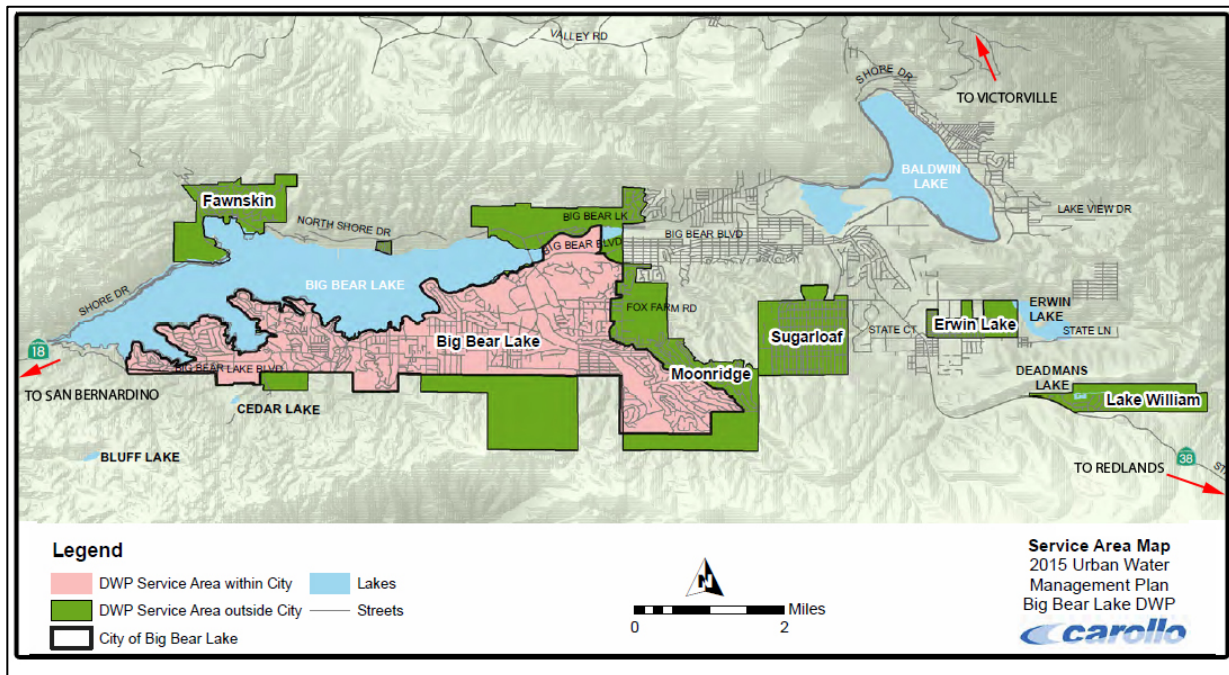 VALLEY RD
SHORE DR
TO VICTORVILLE
BALDWIN
LAKE
Fawnskin
NORTH SHORE DR
BIG BEAR LK
LAKE VIEW DR
BIG BEAR BLVD
BIG BEAR BLVD
BIG BEAR LAKE
SHORE DR
FOX FARM RD
ERWIN
LAKE
STATE CT
Erwin Lake
STATE LN
Sugarloaf
Big Bear Lake
18
Moonridge
DEADMANS
LAKE
BIG BEAR LAKE BLVD
TO SAN BERNARDINO
CEDAR LAKE
Lake William
BLUFF LAKE
38
TO REDLANDS
Legend
DWP Service Area within City
Lakes
DWP Service Area outside City
Streets
City of Big Bear Lake
N
Miles
0
2
Service Area Map
2015 Urban Water
Management Plan
Big Bear Lake DWP
carollo